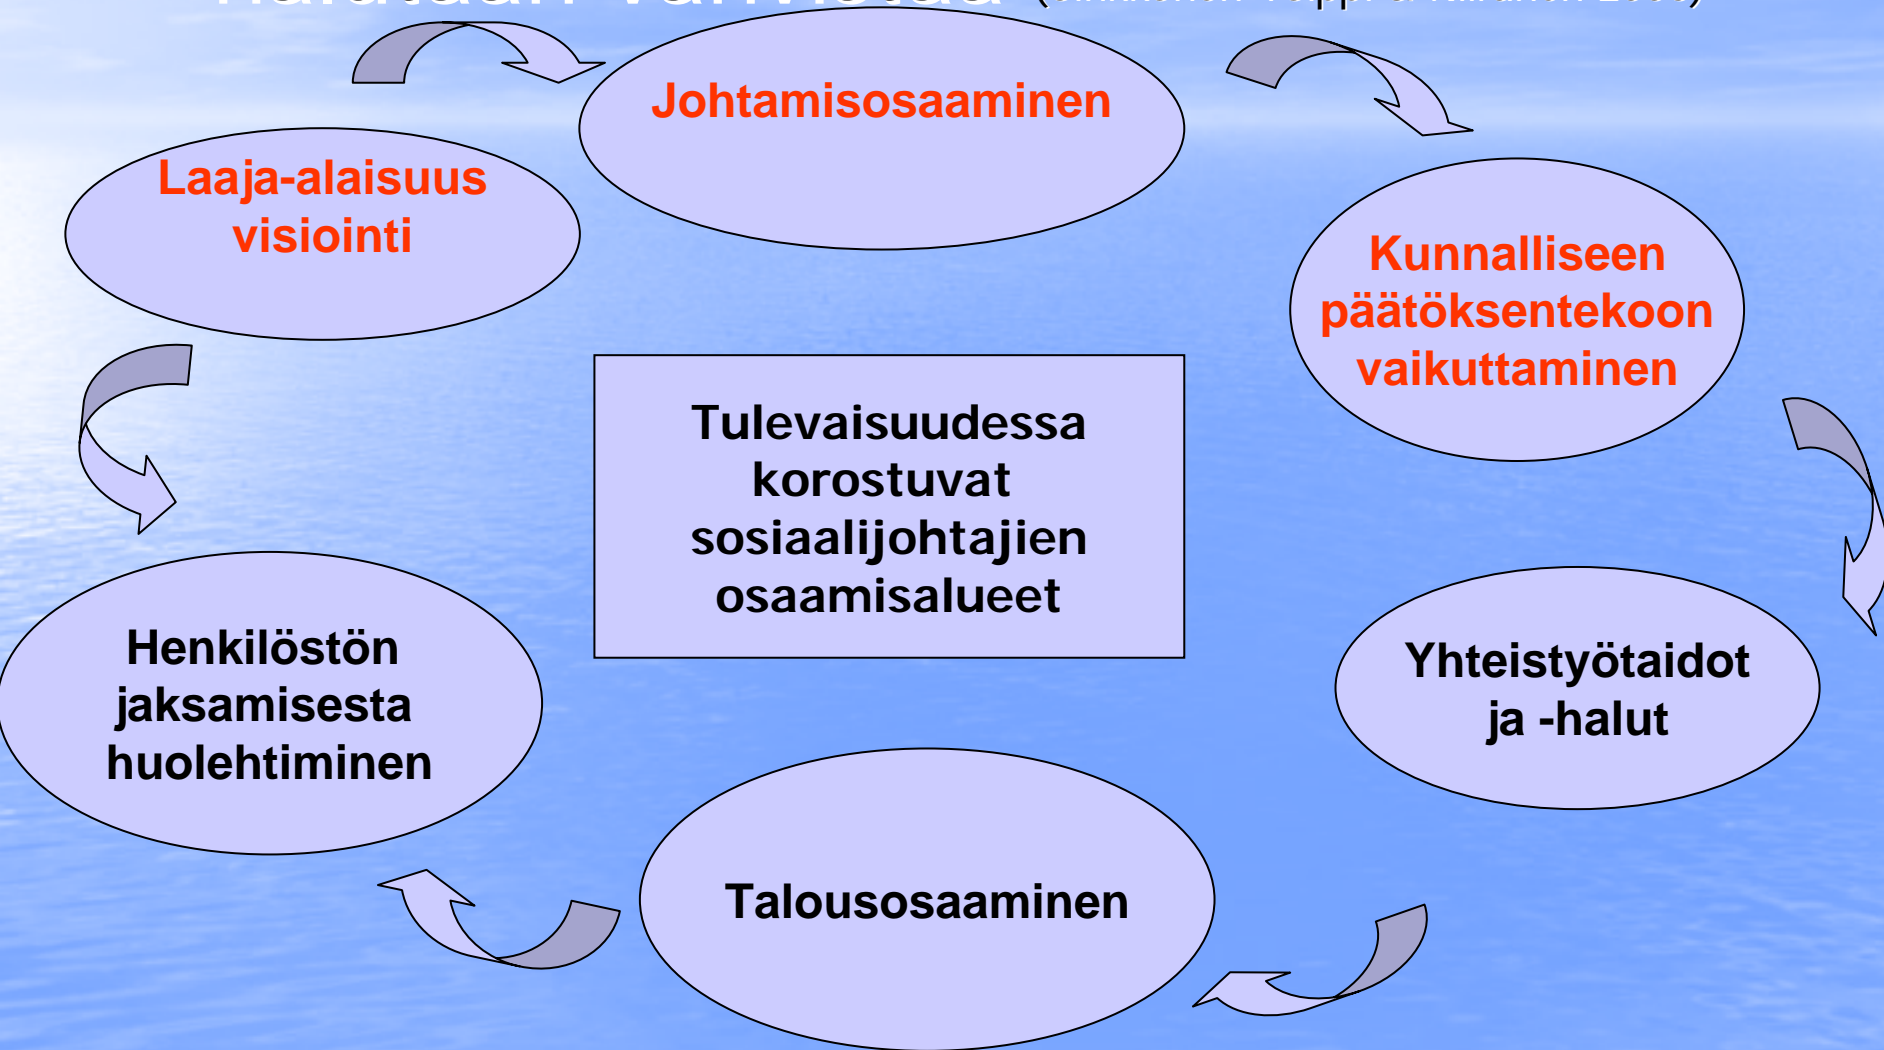 Johtamisosaaminen
Laaja-alaisuus
visiointi
Kunnalliseen
päätöksentekoon
vaikuttaminen
Tulevaisuudessa
korostuvat
sosiaalijohtajien
osaamisalueet
Henkilöstön
jaksamisesta
huolehtiminen
Yhteistyötaidot
ja -halut
Talousosaaminen